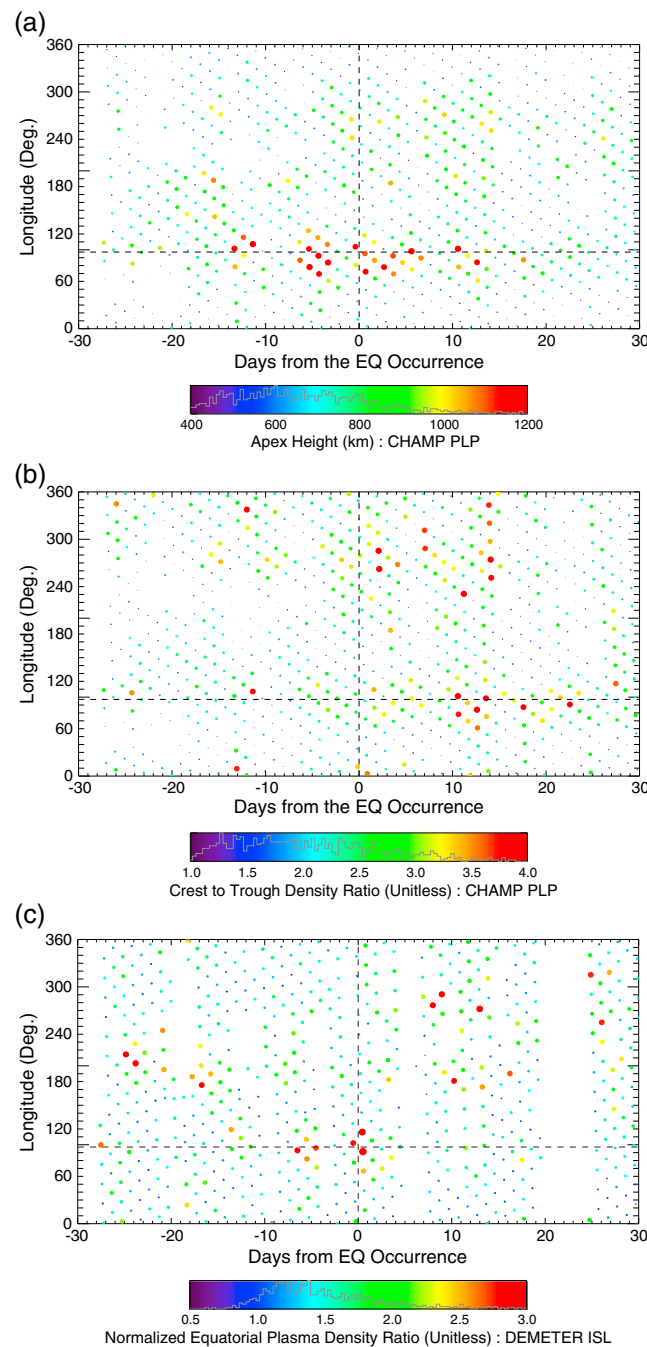 (a)
360
300
240
180
120
60
0
Longitude (Deg.)
-30 -20 -10 0 10 20 30
Days from the EQ Occurrence
400 600 800 1000 1200
Apex Height (km) : CHAMP PLP
(b)
360
300
240
180
120
60
0
Longitude (Deg.)
-30 -20 -10 0 10 20 30
Days from the EQ Occurrence
1.0 1.5 2.0 2.5 3.0 3.5 4.0
Crest to Trough Density Ratio (Unitless) : CHAMP PLP
(c)
360
300
240
180
120
60
0
Longitude (Deg.)
-30 -20 -10 0 10 20 30
Days from EQ Occurrence
0.5 1.0 1.5 2.0 2.5 3.0
Normalized Equatorial Plasma Density Ratio (Unitless) : DEMETER ISL